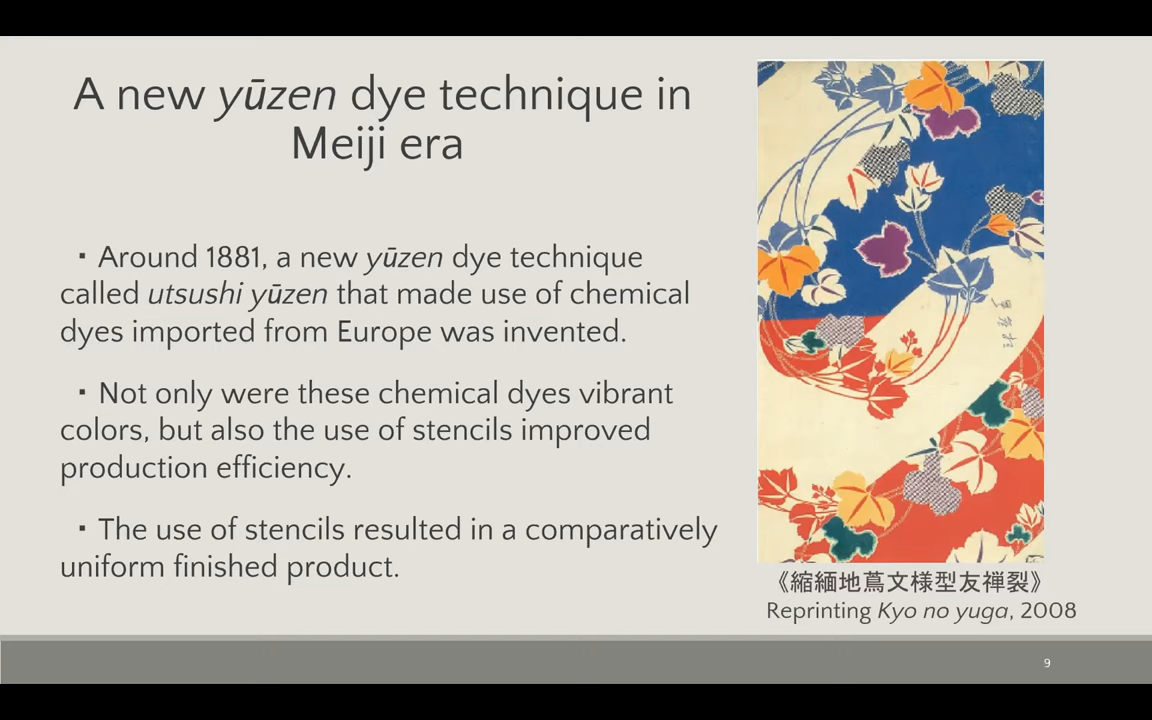 A new yūzen dye technique in
Meiji era
▪ Around 1881, a new yūzen dye technique
called utsushi yūzen that made use of chemical
dyes imported from Europe was invented.
▪ Not only were these chemical dyes vibrant
colors, but also the use of stencils improved
production efficiency.
▪ The use of stencils resulted in a comparatively
uniform finished product.
《縮緬地蔦文様型友禅裂》
Reprinting Kyo no yuga, 2008
9